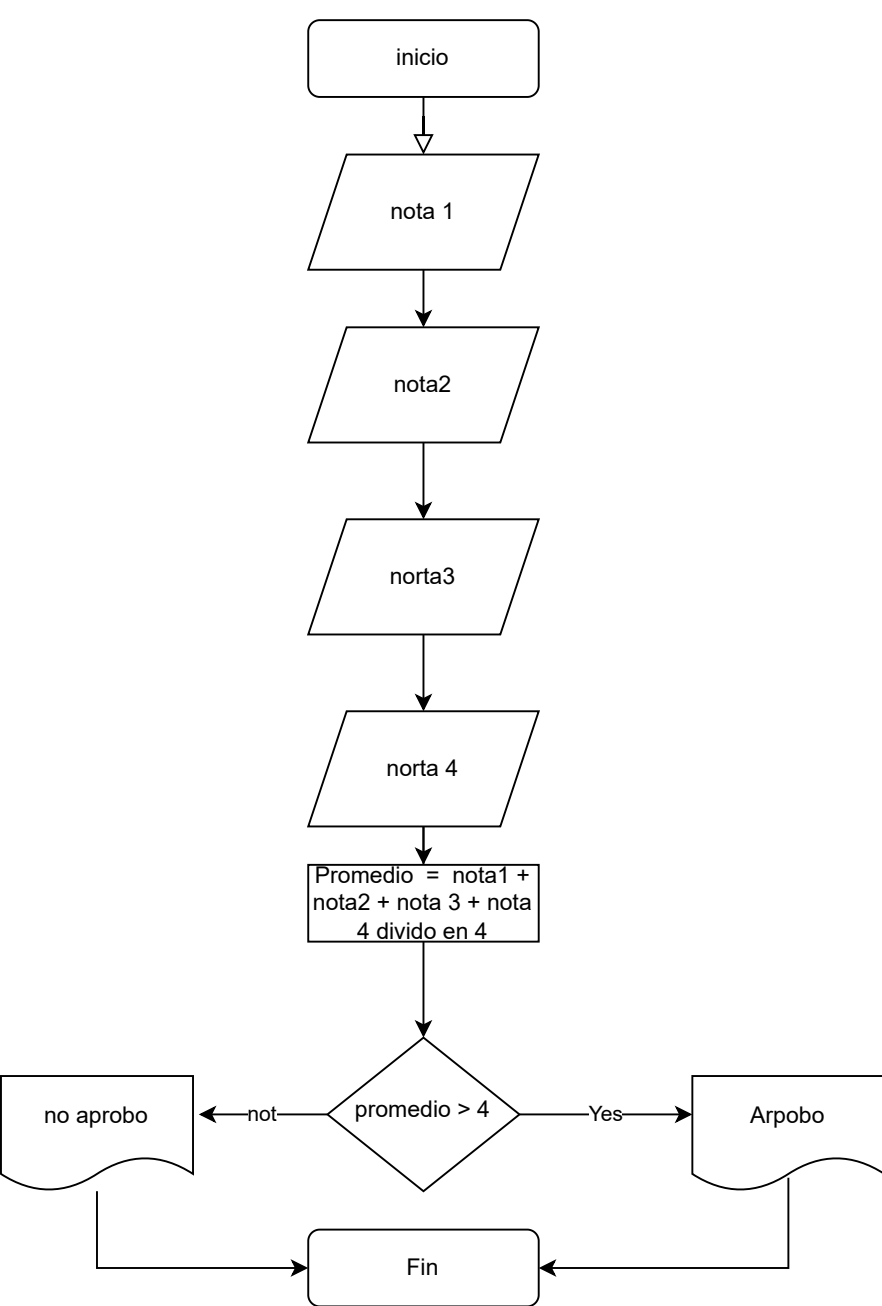 inicio
nota 1
nota2
norta3
norta 4
Promedio = nota1 +
nota2 + nota 3 + nota
4 divido en 4
promedio > 4
not
Yes
no aprobo
Arpobo
Fin